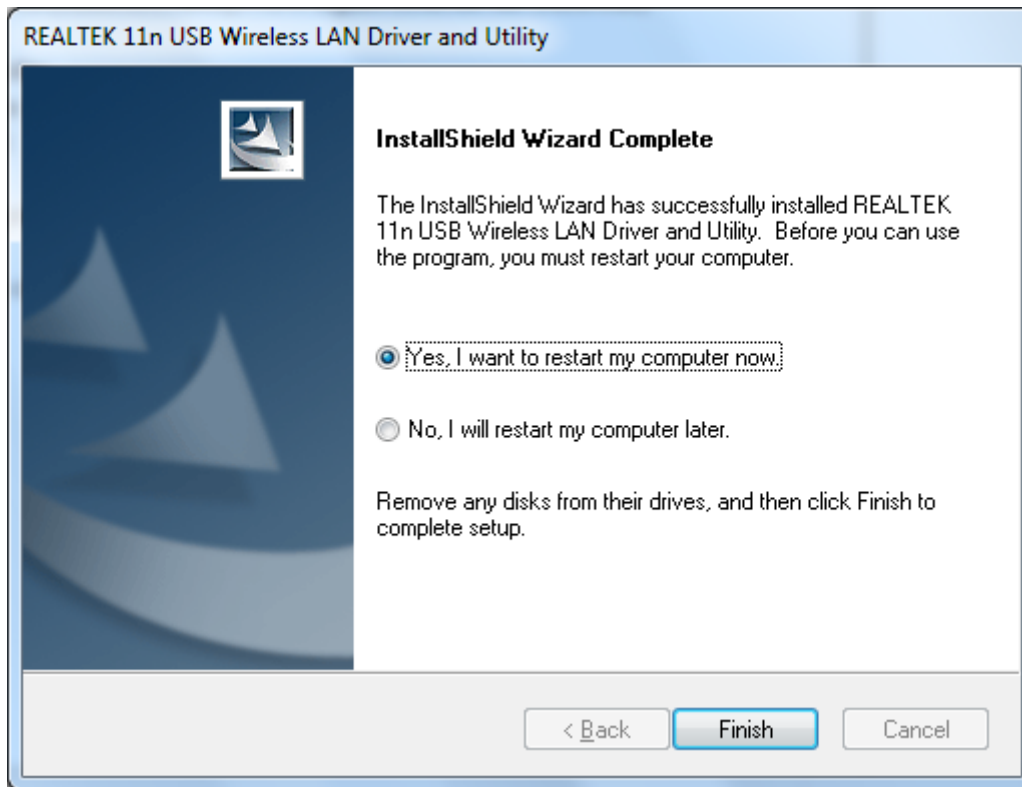 REALTEK 11n USB Wireless LAN Driver and Utility
InstallShield Wizard Complete
The InstallShield Wizard has successfully installed REALTEK
11n USB Wireless LAN Driver and Utility.  Before you can use
the program, you must restart your computer.
Yes, I want to restart my computer now.
No, I will restart my computer later.
Remove any disks from their drives, and then click Finish to
complete setup.
< Back
Finish
Cancel